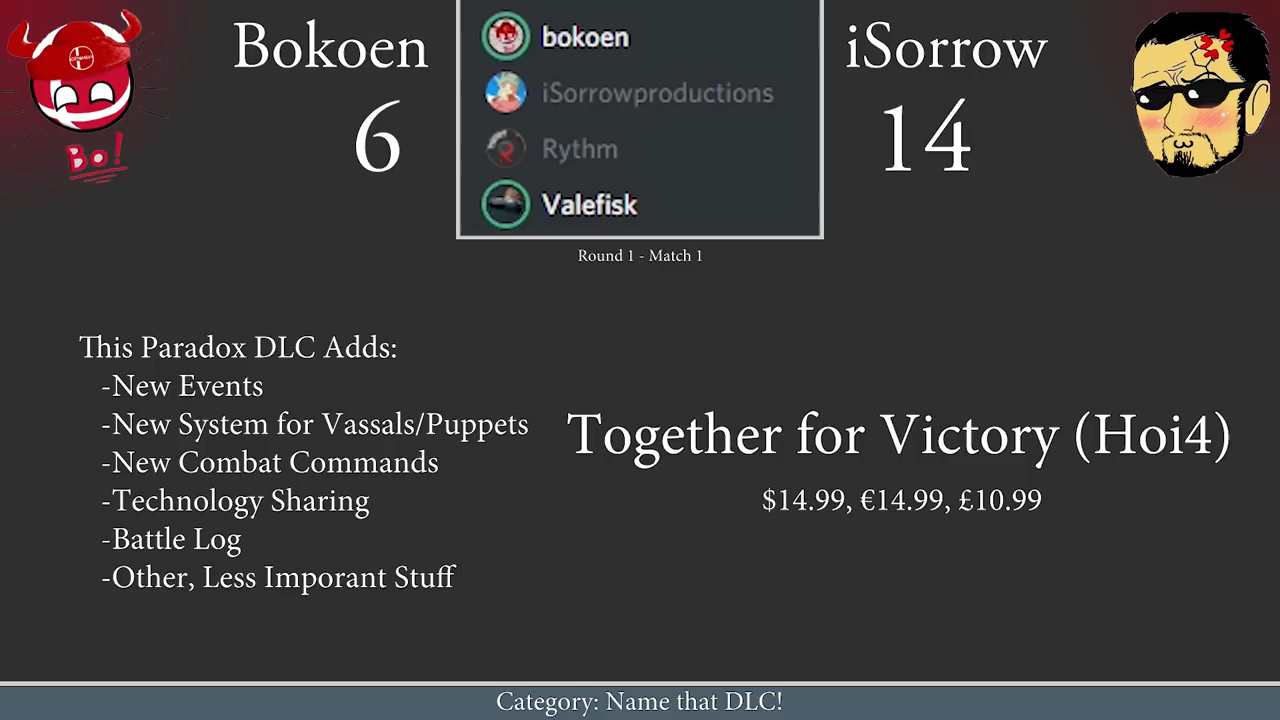 Bokoen
6
bokoen
iSorrowproductions
Rythm
Valefisk
iSorrow
14
Bo!
Round 1 - Match 1
This Paradox DLC Adds:
-New Events
-New System for Vassals/Puppets
-New Combat Commands
-Technology Sharing
-Battle Log
-Other, Less Imporant Stuff
Together for Victory (Hoi4)
$14.99, €14.99, £10.99
Category: Name that DLC!